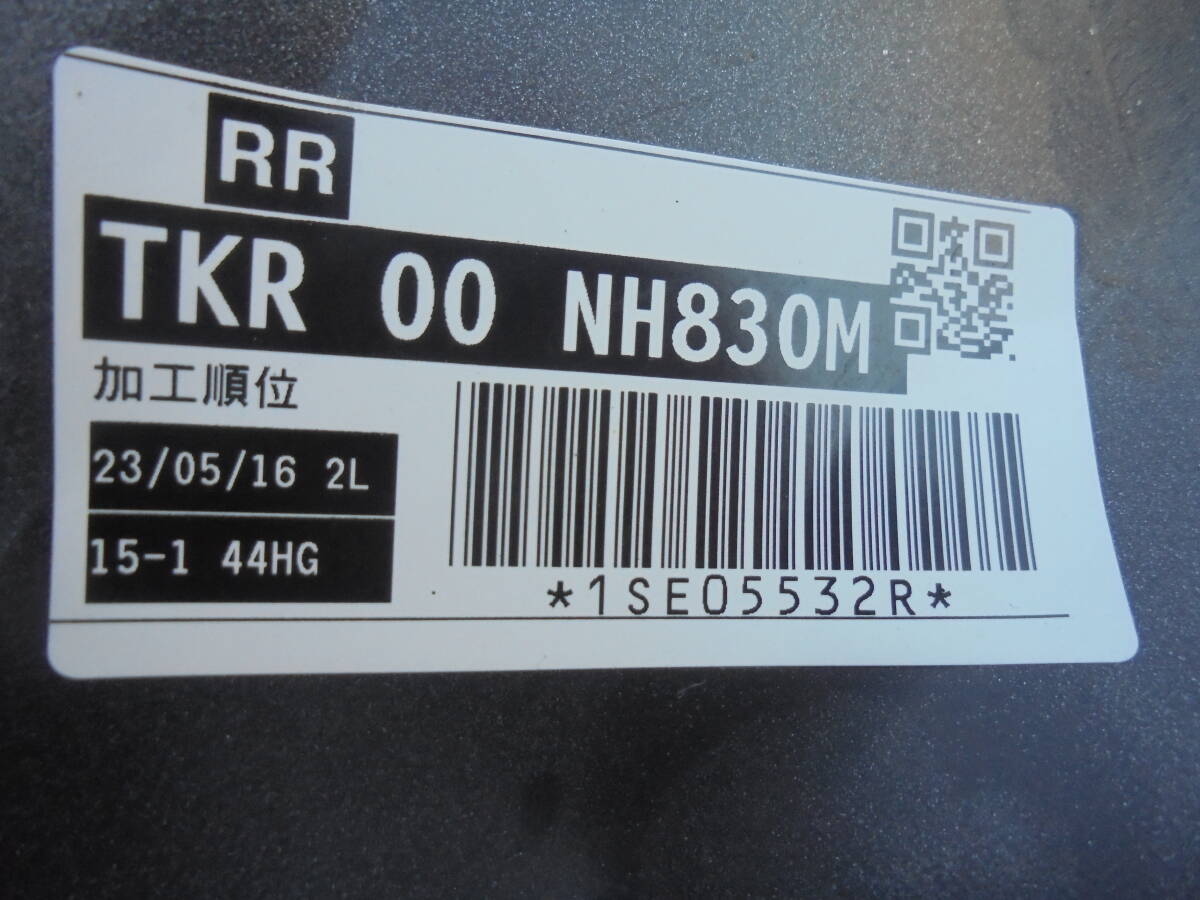 RR
TKR 00 NH830M
加工順位
23/05/16 2L
15-1 44HG
*1SE05532R*